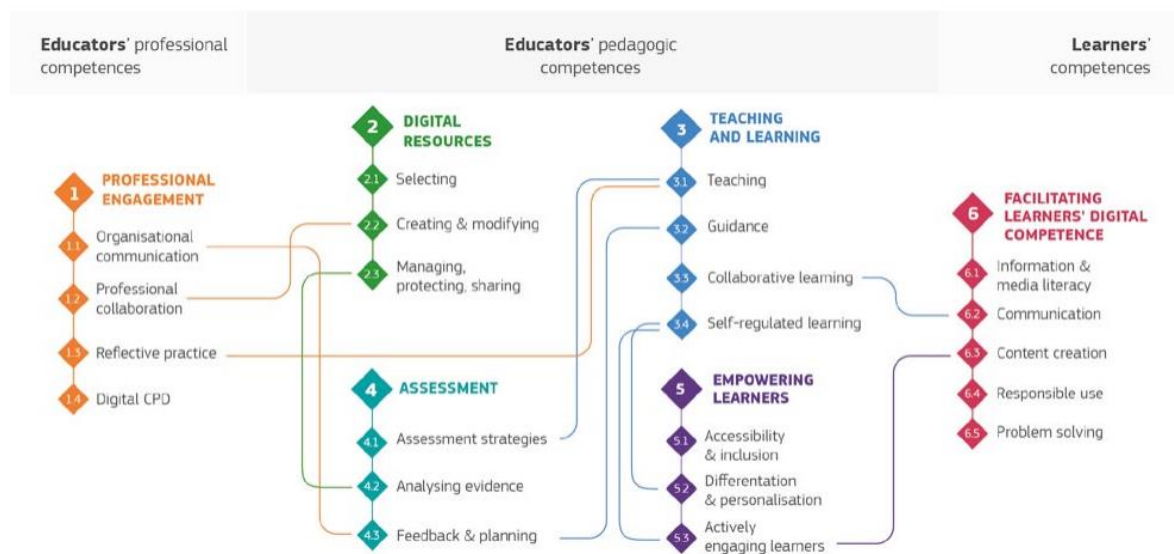 Educators' professional
competences
Educators' pedagogic
competences
Learners'
competences
1
PROFESSIONAL
ENGAGEMENT
1.1
Organisational
communication
1.2
Professional
collaboration
1.3
Reflective practice
1.4
Digital CPD
2
DIGITAL
RESOURCES
2.1
Selecting
2.2
Creating & modifying
2.3
Managing,
protecting, sharing
3
TEACHING
AND LEARNING
3.1
Teaching
3.2
Guidance
3.3
Collaborative learning
3.4
Self-regulated learning
4
ASSESSMENT
4.1
Assessment strategies
4.2
Analysing evidence
4.3
Feedback & planning
5
EMPOWERING
LEARNERS
5.1
Accessibility
& inclusion
5.2
Differentation
& personalisation
5.3
Actively
engaging learners
6
FACILITATING
LEARNERS' DIGITAL
COMPETENCE
6.1
Information &
media literacy
6.2
Communication
6.3
Content creation
6.4
Responsible use
6.5
Problem solving